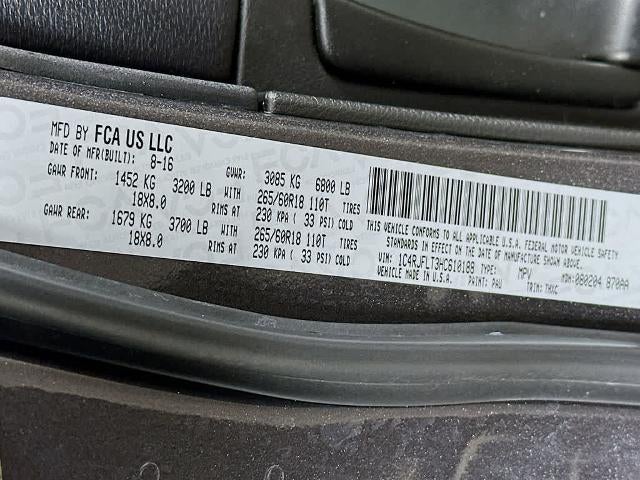 MFD BY FCA US LLC
DATE OF MFR(BUILT): 8-16 GVWR: 3085 KG 6800 LB
GAWR FRONT: 1452 KG 3200 LB WITH 265/60R18 110T TIRES
18X8.0 RIMS AT 230 KPA ( 33 PSI) COLD
GAWR REAR: 1679 KG 3700 LB WITH 265/60R18 110T TIRES
18X8.0 RIMS AT 230 KPA ( 33 PSI) COLD
THIS VEHICLE CONFORMS TO ALL APPLICABLE U.S.A. FEDERAL MOTOR VEHICLE SAFETY
STANDARDS IN EFFECT ON THE DATE OF MANUFACTURE SHOWN ABOVE.
VIN: 1C4RJFLT3HC610188 TYPE: MPV MDH:080204 870AA
VEHICLE MADE IN U.S.A. PAINT: PAU TRIM: THXC